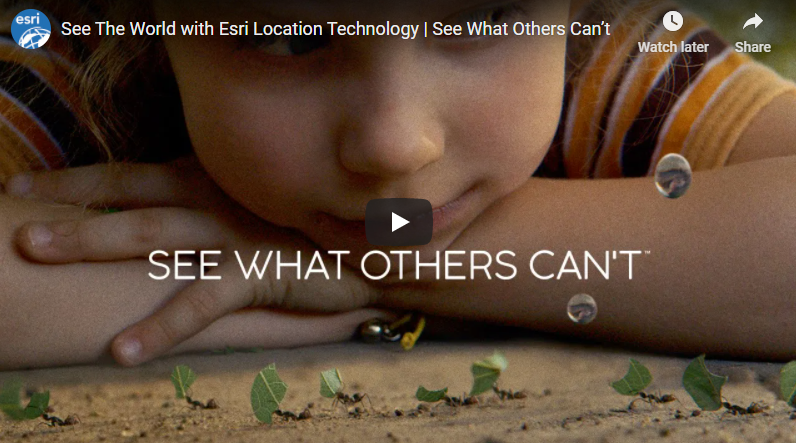 esri
See The World with Esri Location Technology | See What Others Can’t
Watch later
Share
SEE WHAT OTHERS CAN'T™